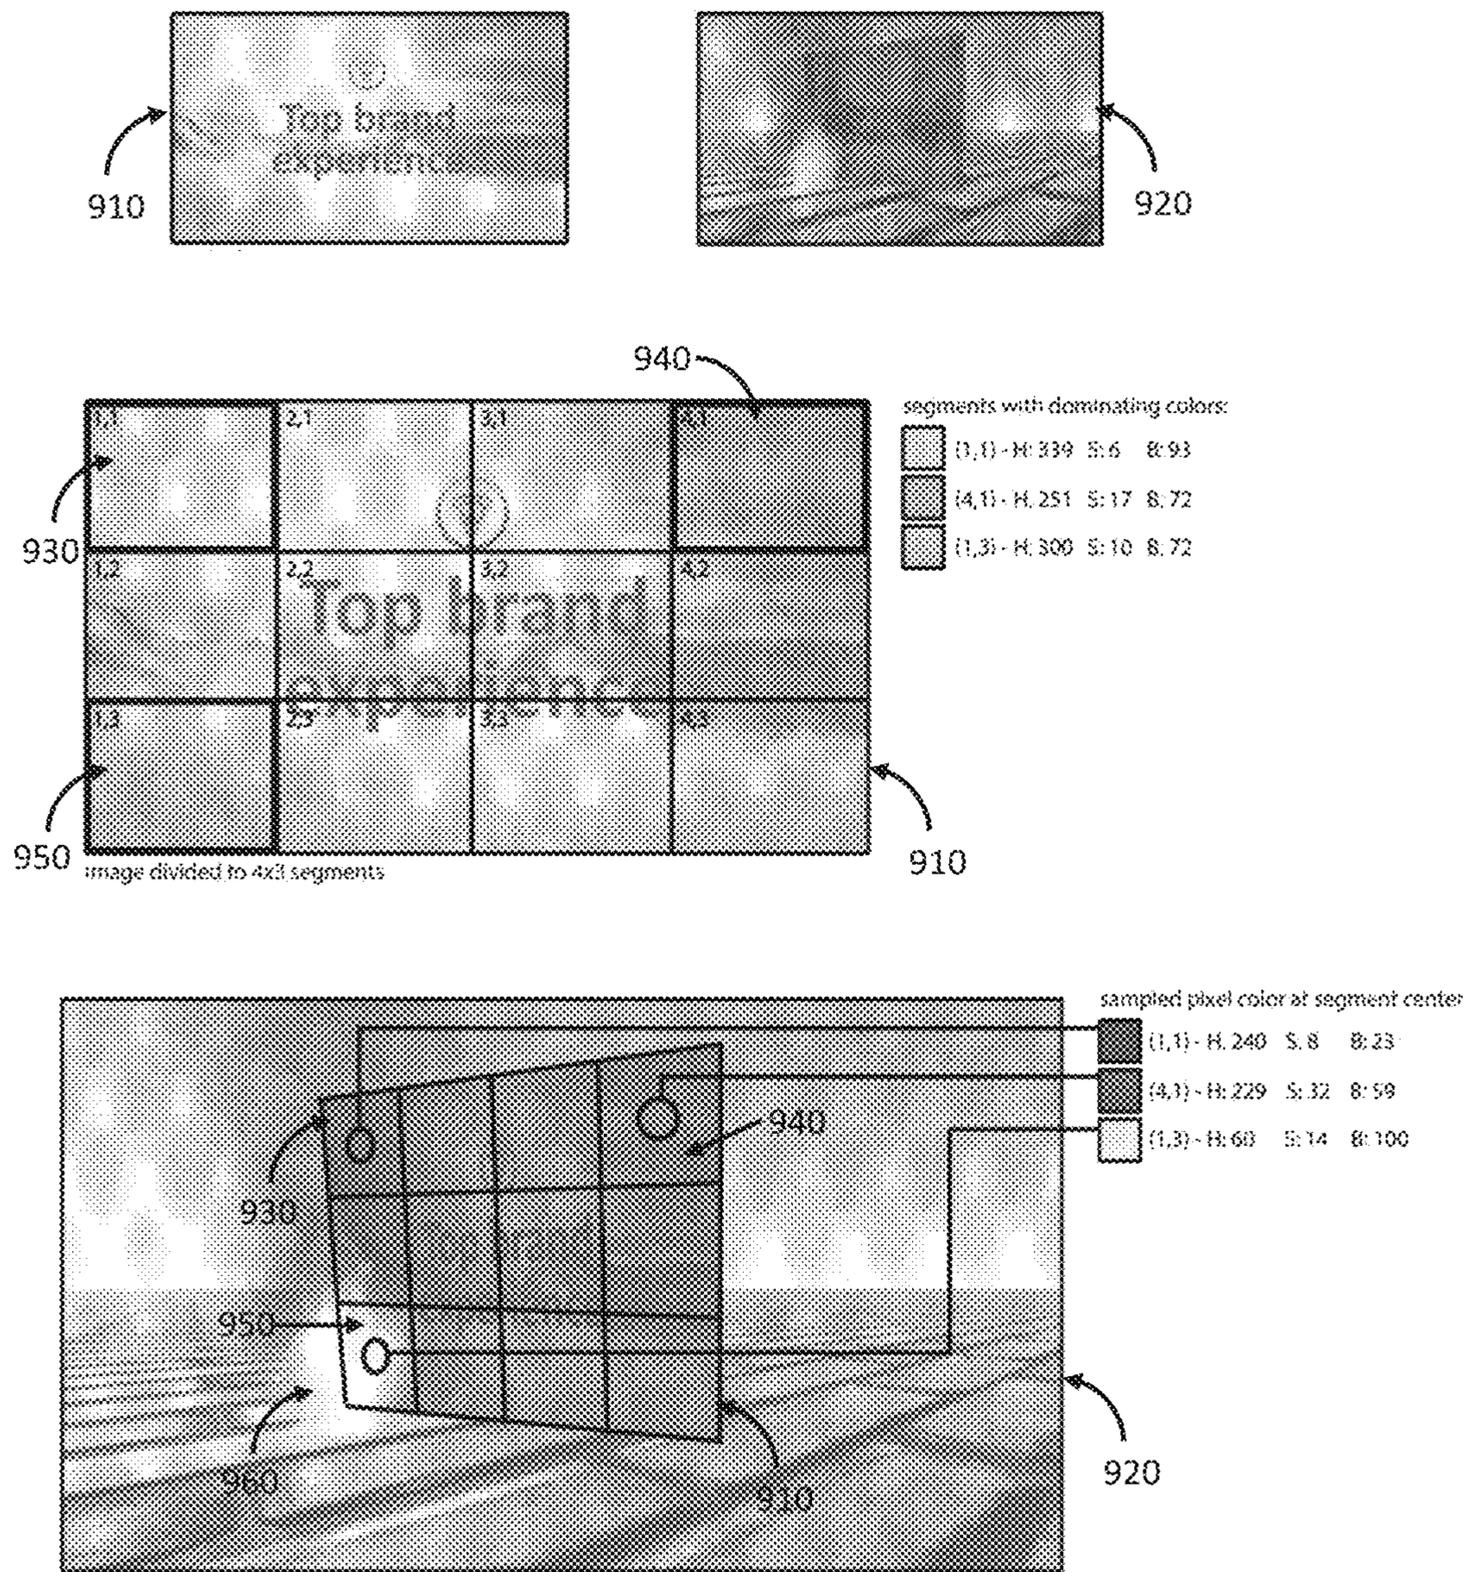 Top brand
experience
910
920
940
segments with dominating colors:
(1,1) - H: 339 S: 6 B: 93
(4,1) - H: 251 S: 17 B: 72
(1,3) - H: 300 S: 10 B: 72
1,1 2,1 3,1 4,1
930
1,2 2,2 3,2 4,2
Top brand
experience
1,3 2,3 3,3 4,3
950
910
image divided to 4x3 segments
sampled pixel color at segment center
(1,1) - H: 240 S: 8 B: 23
(4,1) - H: 229 S: 32 B: 59
(1,3) - H: 60 S: 14 B: 100
940
930
950
960
910
920